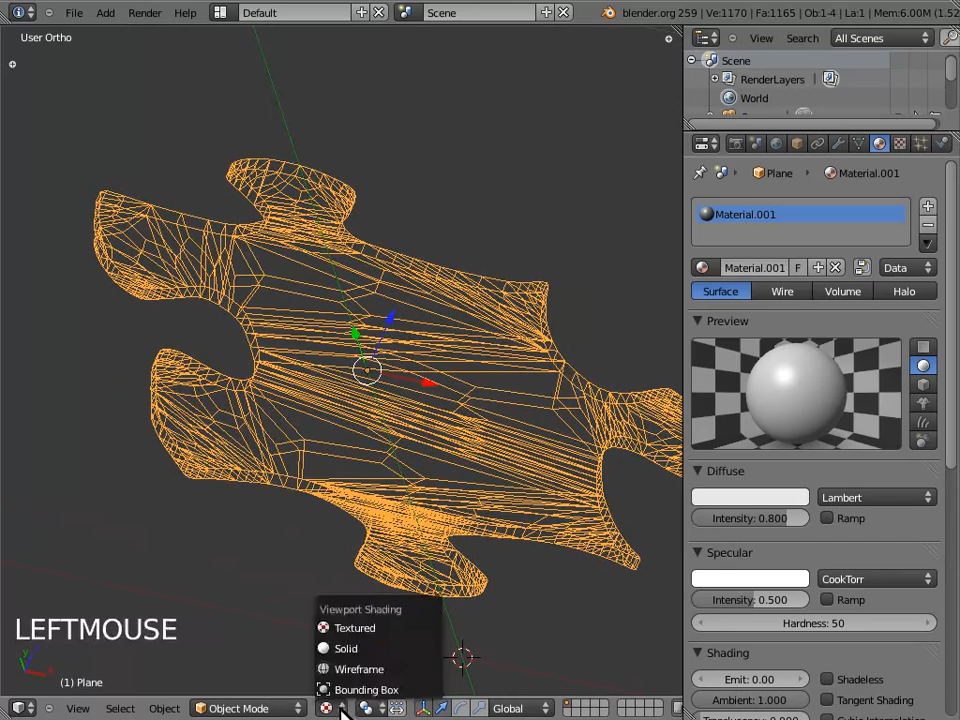 File Add Render Help Default Scene blender.org 259 | Ve:1170 | Fa:1165 | Ob:1-4 | La:1 | Mem:6.00M (1.52
User Ortho
View Search All Scenes
Scene
RenderLayers |
World
Plane Material.001
Material.001
Material.001 F Data
Surface Wire Volume Halo
Preview
Diffuse
Lambert
Intensity: 0.800 Ramp
Specular
CookTorr
Intensity: 0.500 Ramp
Hardness: 50
Shading
Emit: 0.00 Shadeless
Ambient: 1.000 Tangent Shading
LEFTMOUSE
(1) Plane
Viewport Shading
Textured
Solid
Wireframe
Bounding Box
View Select Object Object Mode Global